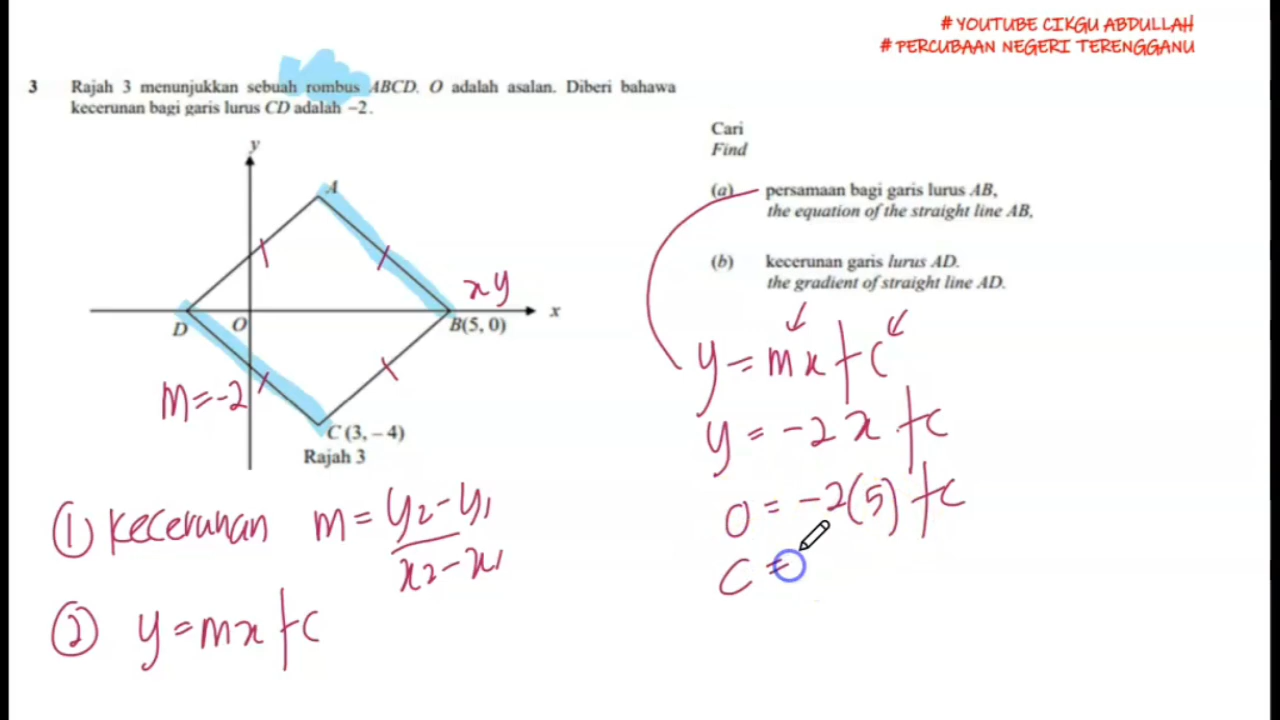 # YOUTUBE CIKGU ABDULLAH
# PERCUBAAN NEGERI TERENGGANU
3 Rajah 3 menunjukkan sebuah rombus ABCD. O adalah asalan. Diberi bahawa
kecerunan bagi garis lurus CD adalah −2.
y
A
x y
D
O
B(5, 0)
x
m=-2
C (3, – 4)
Rajah 3
① kecerunan m = y₂-y₁
x₂-x₁
② y=mx+c
Cari
Find
(a) persamaan bagi garis lurus AB,
the equation of the straight line AB,
(b) kecerunan garis lurus AD.
the gradient of straight line AD.
y = mx+c
y = -2x +c
0 = -2(5) +c
c =